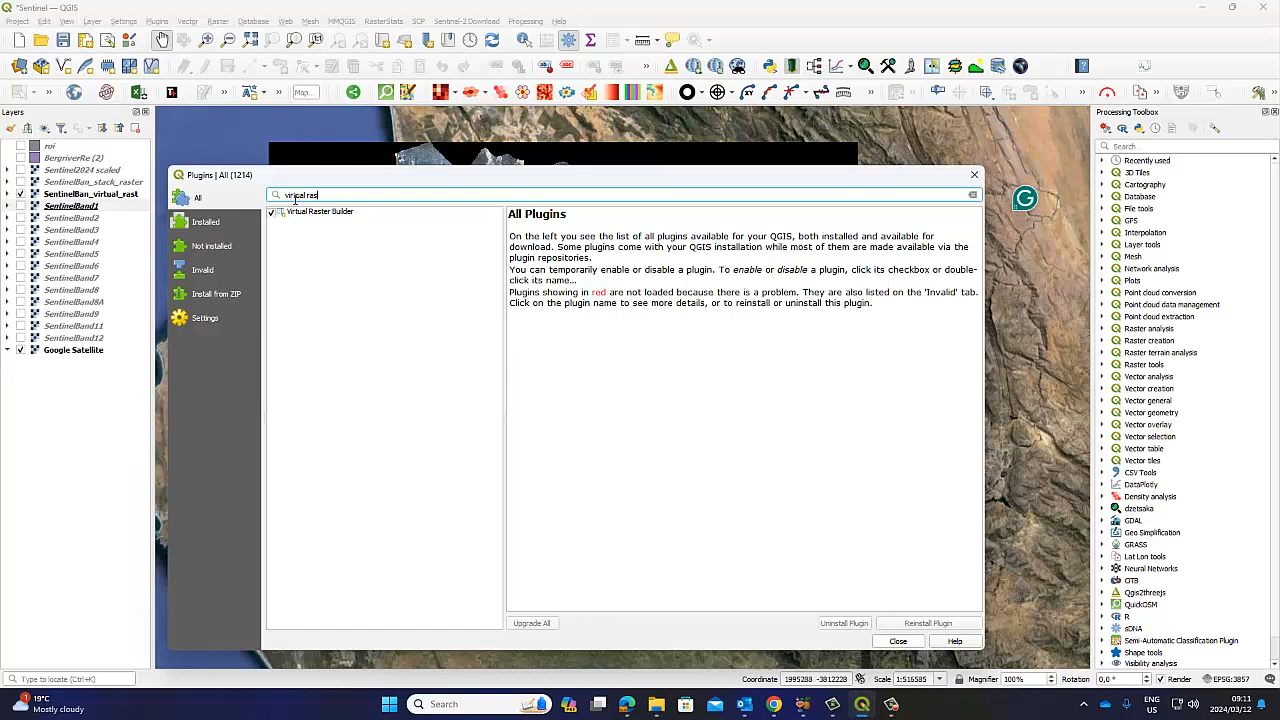 *Sentinel — QGIS
Project Edit View Layer Settings Plugins Vector Raster Database Web Mesh MMQGIS RasterStats SCP Sentinel-2 Download Processing Help
Map...
Layers
roi
BergriverRe (2)
Sentinel2024 scaled
SentinelBan_stack_raster
SentinelBan_virtual_rast
SentinelBand1
SentinelBand2
SentinelBand3
SentinelBand4
SentinelBand5
SentinelBand6
SentinelBand7
SentinelBand8
SentinelBand8A
SentinelBand9
SentinelBand11
SentinelBand12
Google Satellite
Plugins | All (1214)
All
Installed
Not installed
Invalid
Install from ZIP
Settings
virtual ras
Virtual Raster Builder
All Plugins
On the left you see the list of all plugins available for your QGIS, both installed and available for
download. Some plugins come with your QGIS installation while most of them are made available via the
plugin repositories.
You can temporarily enable or disable a plugin. To enable or disable a plugin, click its checkbox or double-
click its name...
Plugins showing in red are not loaded because there is a problem. They are also listed on the 'Invalid' tab.
Click on the plugin name to see more details, or to reinstall or uninstall this plugin.
Upgrade All Uninstall Plugin Reinstall Plugin
Close Help
Processing Toolbox
Search...
Recently used
3D Tiles
Cartography
Database
File tools
GPS
Interpolation
Layer tools
Mesh
Network analysis
Plots
Point cloud conversion
Point cloud data management
Point cloud extraction
Raster analysis
Raster creation
Raster terrain analysis
Raster tools
Vector analysis
Vector creation
Vector general
Vector geometry
Vector overlay
Vector selection
Vector table
Vector tiles
CSV Tools
DataPlotly
Density analysis
dzetsaka
GDAL
Geo Simplification
GRASS
Lat Lon tools
Neural Networks
OTB
Qgis2threejs
QuickOSM
R
sDNA
Semi-Automatic Classification Plugin
Shape tools
Visibility analysis
Type to locate (Ctrl+K) Coordinate 1995288 -3812228 Scale 1:516585 Magnifier 100% Rotation 0,0 ° Render EPSG:3857
19°C
Mostly cloudy
Search
ENG
US
09:11
2024/03/12